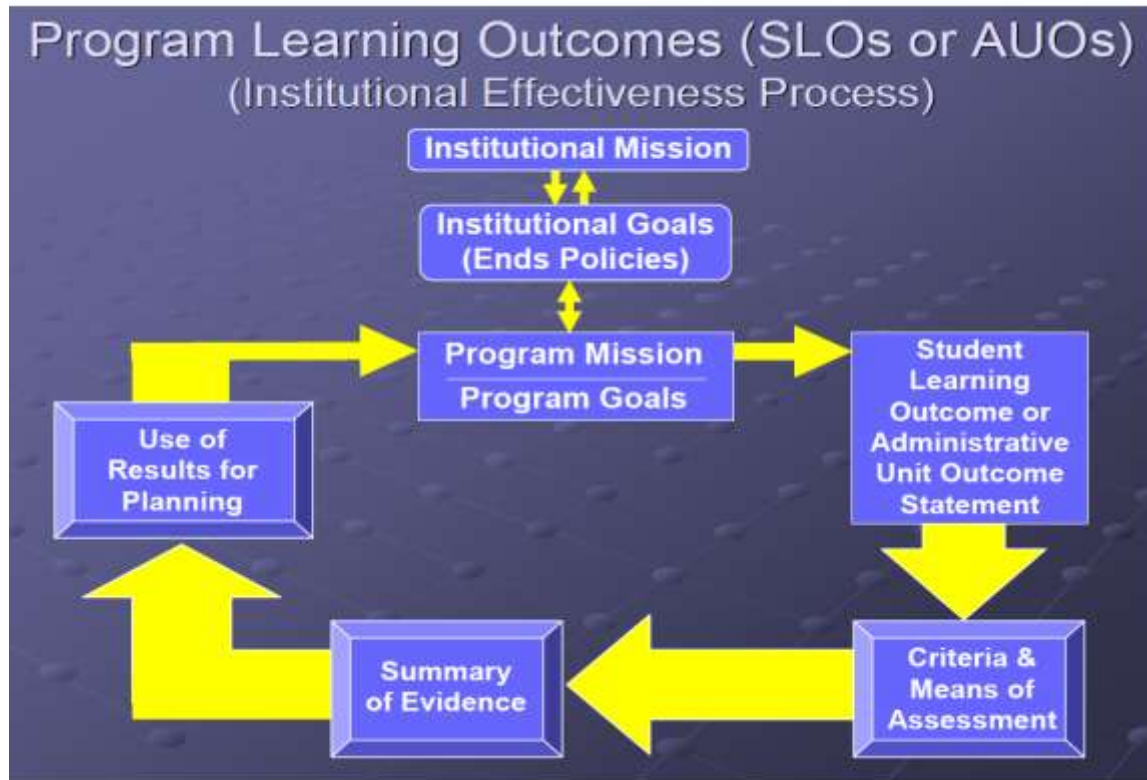 Program Learning Outcomes (SLOs or AUOs)
(Institutional Effectiveness Process)
Institutional Mission
Institutional Goals
(Ends Policies)
Program Mission
Program Goals
Student
Learning
Outcome or
Administrative
Unit Outcome
Statement
Criteria &
Means of
Assessment
Summary
of Evidence
Use of
Results for
Planning